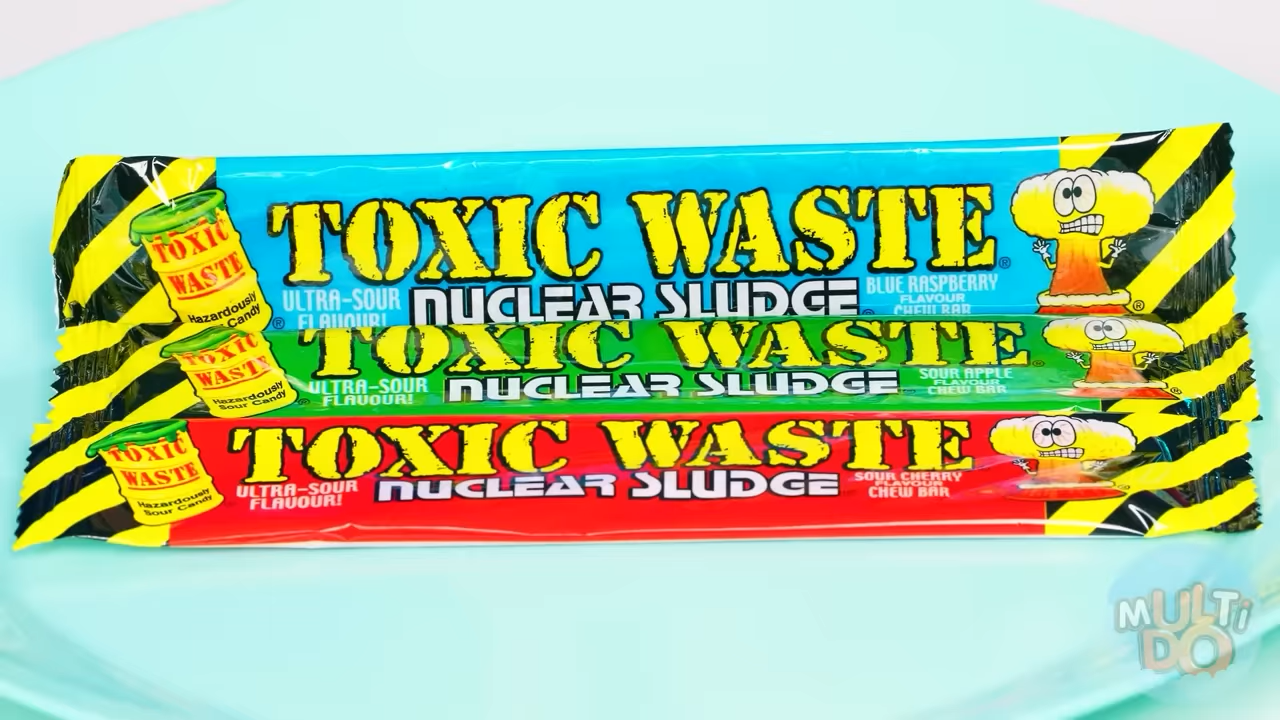 TOXIC WASTE®
TOXIC
WASTE
Hazardously
Sour Candy
®
ULTRA-SOUR
FLAVOUR!
NUCLEAR SLUDGE
BLUE RASPBERRY
FLAVOUR
CHEW BAR
®
TOXIC WASTE
TOXIC
WASTE
Hazardously
Sour Candy
ULTRA-SOUR
FLAVOUR!
NUCLEAR SLUDGE
SOUR APPLE
FLAVOUR
CHEW BAR
TOXIC WASTE
TOXIC
WASTE
Hazardously
Sour Candy
ULTRA-SOUR
FLAVOUR!
NUCLEAR SLUDGE
SOUR CHERRY
FLAVOUR
CHEW BAR
MULTi
DO